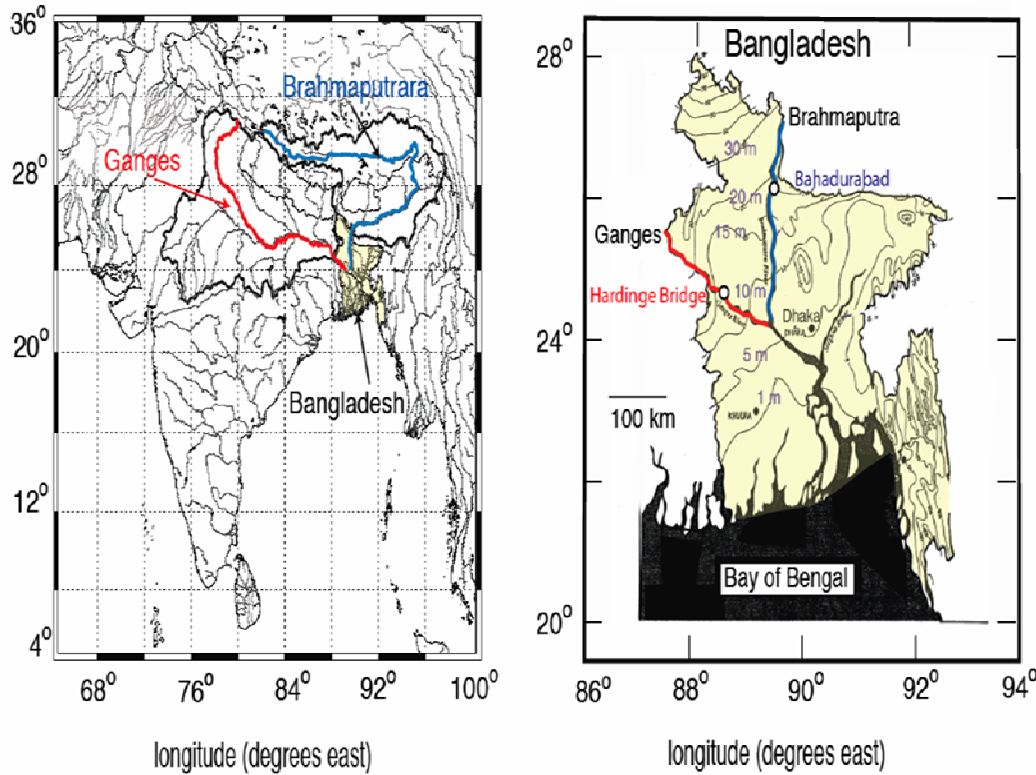 36°
28°
20°
12°
4°
68°
76°
84°
92°
100°
longitude (degrees east)
Brahmaputrara
Ganges
Bangladesh
Bangladesh
28°
24°
20°
86°
88°
90°
92°
94°
longitude (degrees east)
Brahmaputra
30 m
Bahadurabad
20 m
Ganges
15 m
Hardinge Bridge
10 m
Dhaka
DHAKA
5 m
1 m
KHULNA
100 km
Bay of Bengal